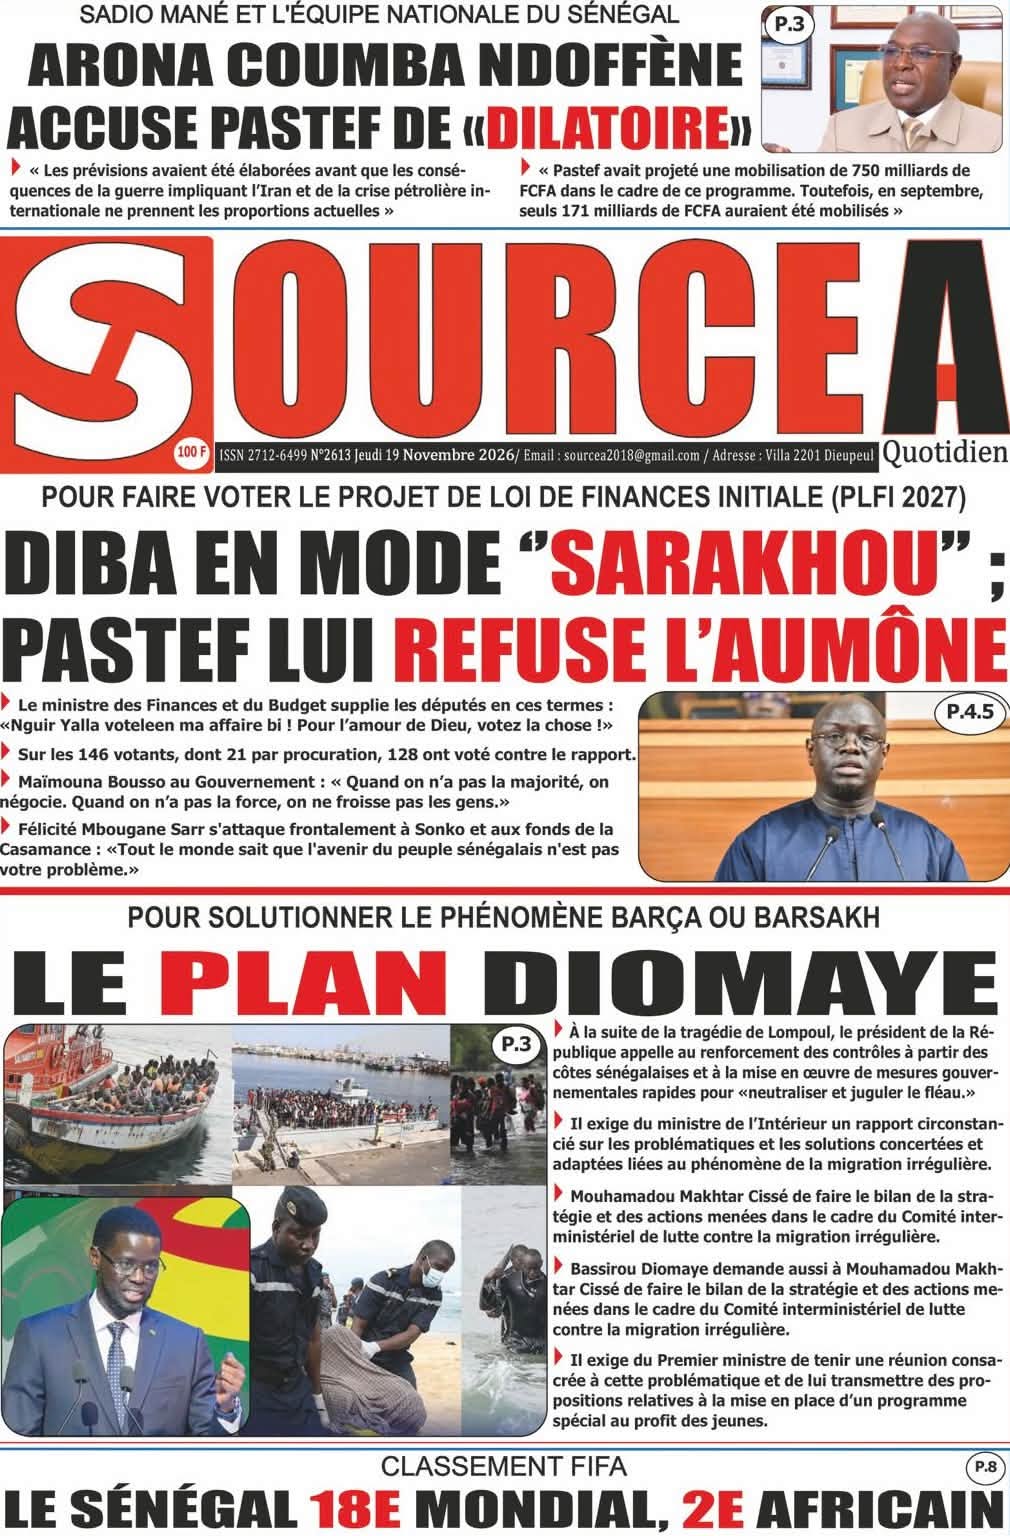 SADIO MANÉ ET L'ÉQUIPE NATIONALE DU SÉNÉGAL
ARONA COUMBA NDOFFÈNE
ACCUSE PASTEF DE «DILATOIRE»
P.3
« Les prévisions avaient été élaborées avant que les consé-
quences de la guerre impliquant l'Iran et de la crise pétrolière in-
ternationale ne prennent les proportions actuelles »
« Pastef avait projeté une mobilisation de 750 milliards de
FCFA dans le cadre de ce programme. Toutefois, en septembre,
seuls 171 milliards de FCFA auraient été mobilisés »
SOURCEA
100 F
ISSN 2712-6499 N°2613 Jeudi 19 Novembre 2026/ Email : sourcea2018@gmail.com / Adresse : Villa 2201 Dieupeul
Quotidien
POUR FAIRE VOTER LE PROJET DE LOI DE FINANCES INITIALE (PLFI 2027)
DIBA EN MODE ‘’SARAKHOU’’ ;
PASTEF LUI REFUSE L’AUMÔNE
Le ministre des Finances et du Budget supplie les députés en ces termes :
«Nguir Yalla voteleen ma affaire bi ! Pour l’amour de Dieu, votez la chose !»
Sur les 146 votants, dont 21 par procuration, 128 ont voté contre le rapport.
Maïmouna Bousso au Gouvernement : « Quand on n’a pas la majorité, on
négocie. Quand on n’a pas la force, on ne froisse pas les gens.»
Félicité Mbougane Sarr s'attaque frontalement à Sonko et aux fonds de la
Casamance : «Tout le monde sait que l'avenir du peuple sénégalais n'est pas
votre problème.»
P.4.5
POUR SOLUTIONNER LE PHÉNOMÈNE BARÇA OU BARSAKH
LE PLAN DIOMAYE
P.3
À la suite de la tragédie de Lompoul, le président de la Ré-
publique appelle au renforcement des contrôles à partir des
côtes sénégalaises et à la mise en œuvre de mesures gouver-
nementales rapides pour «neutraliser et juguler le fléau.»
Il exige du ministre de l’Intérieur un rapport circonstan-
cié sur les problématiques et les solutions concertées et
adaptées liées au phénomène de la migration irrégulière.
Mouhamadou Makhtar Cissé de faire le bilan de la stra-
tégie et des actions menées dans le cadre du Comité inter-
ministériel de lutte contre la migration irrégulière.
Bassirou Diomaye demande aussi à Mouhamadou Makh-
tar Cissé de faire le bilan de la stratégie et des actions me-
nées dans le cadre du Comité interministériel de lutte
contre la migration irrégulière.
Il exige du Premier ministre de tenir une réunion consa-
crée à cette problématique et de lui transmettre des pro-
positions relatives à la mise en place d’un programme
spécial au profit des jeunes.
CLASSEMENT FIFA
P.8
LE SÉNÉGAL 18E MONDIAL, 2E AFRICAIN